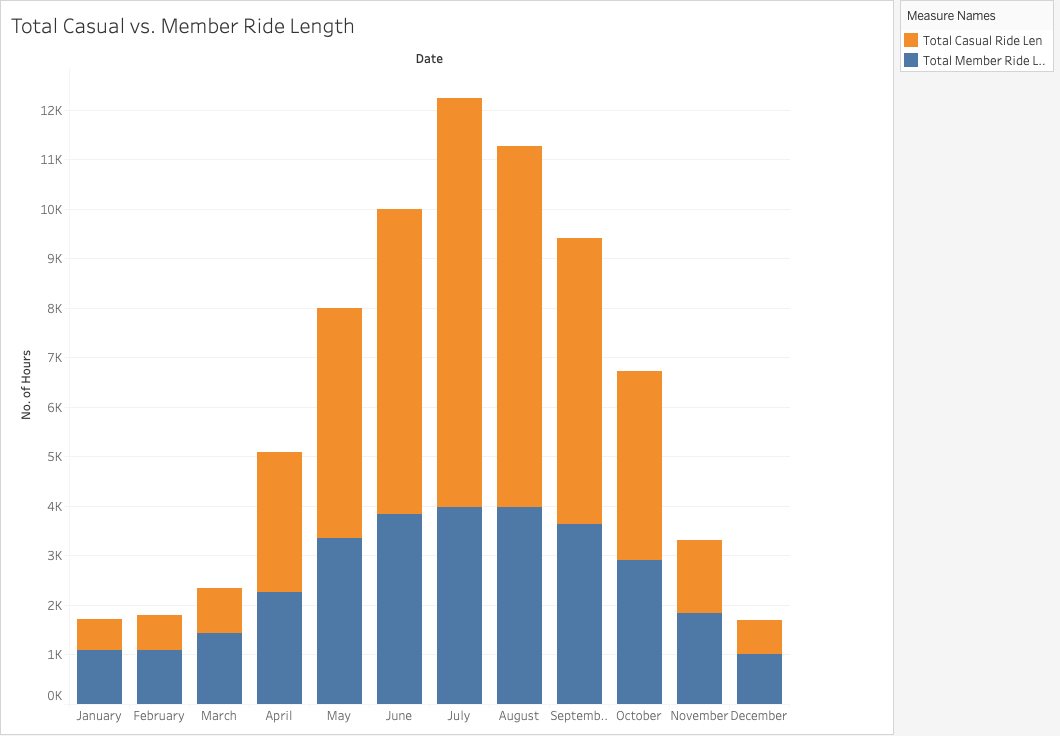 Total Casual vs. Member Ride Length
Date
Measure Names
Total Casual Ride Len
Total Member Ride L..
No. of Hours
12K
11K
10K
9K
8K
7K
6K
5K
4K
3K
2K
1K
0K
January February March April May June July August Septemb.. October November December